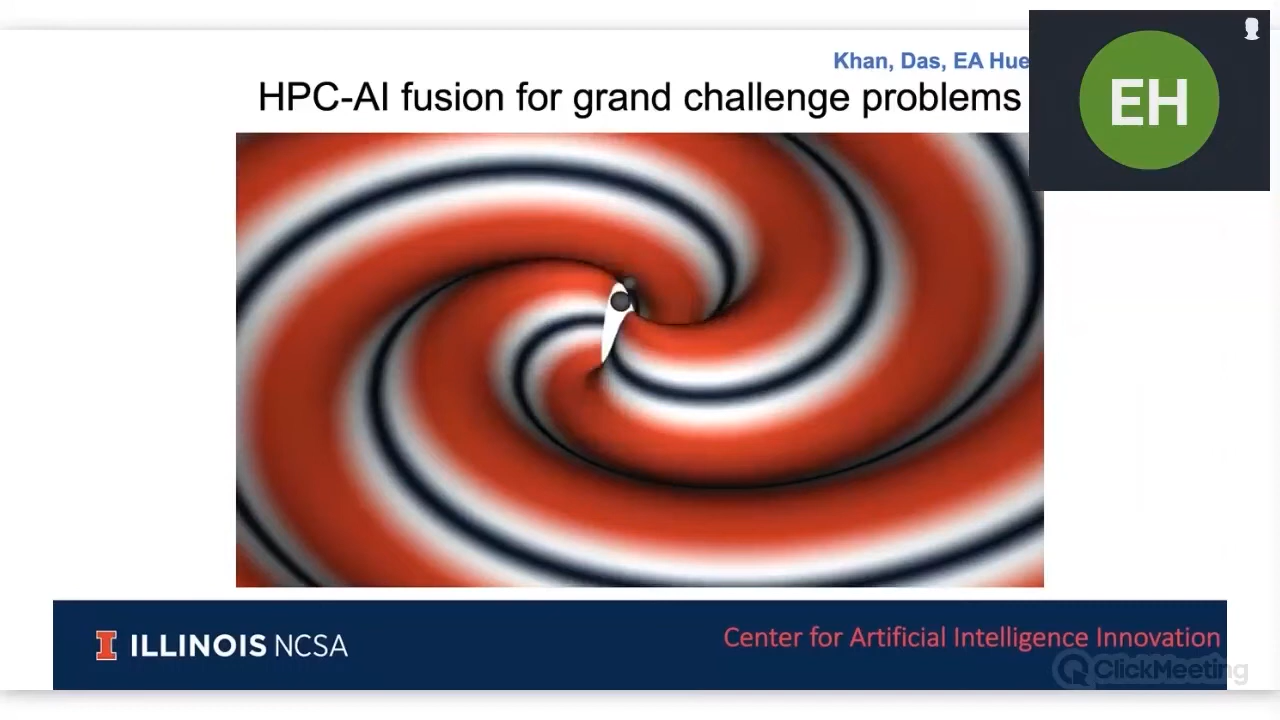 Khan, Das, EA
HPC-AI fusion for grand challenge problems
EH
I ILLINOIS NCSA
Center for Artificial Intelligence Innovation
ClickMeeting